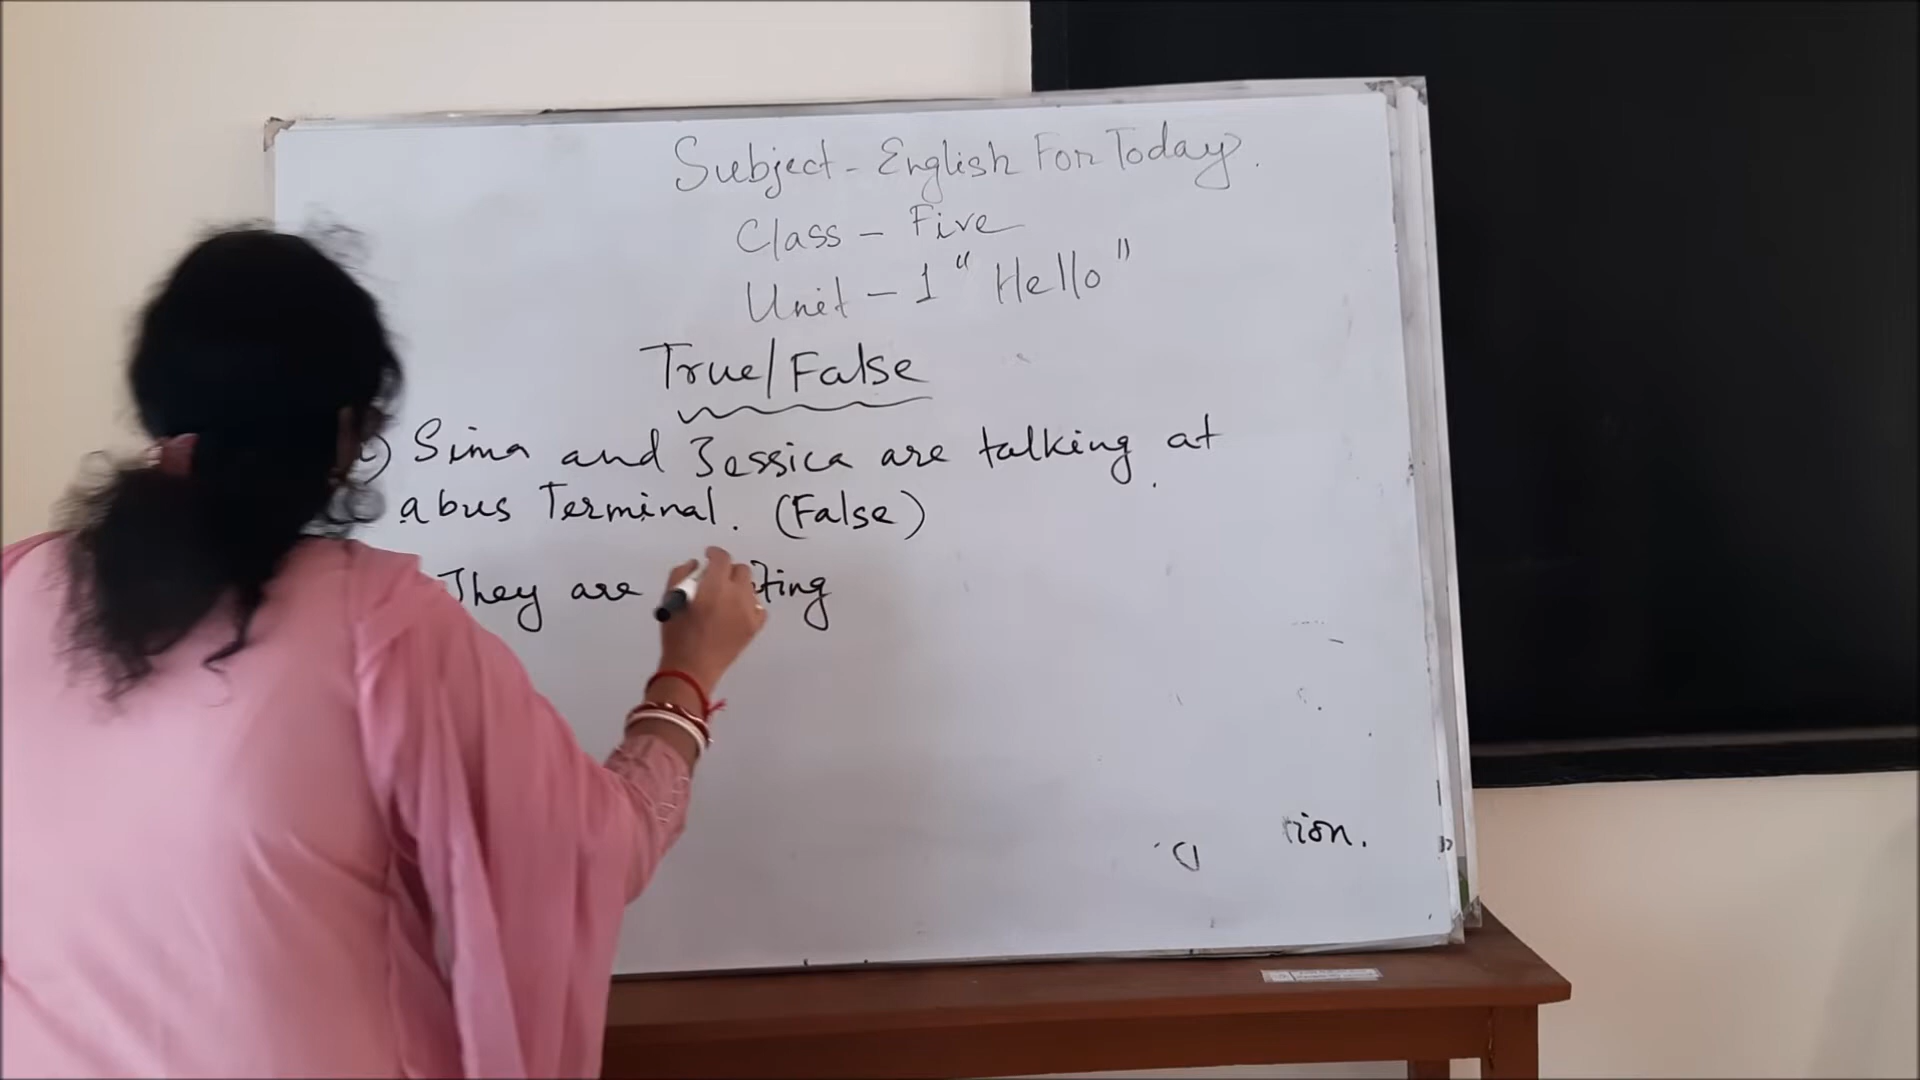 Subject - English For Today.
Class - Five
Unit - 1 "Hello"
True/False
Sima and Jessica are talking at
a bus Terminal. (False)
They are